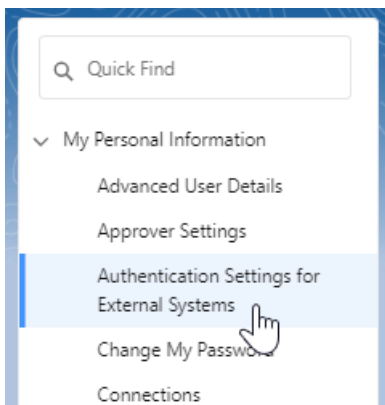 Quick Find
My Personal Information
Advanced User Details
Approver Settings
Authentication Settings for
External Systems
Change My Password
Connections